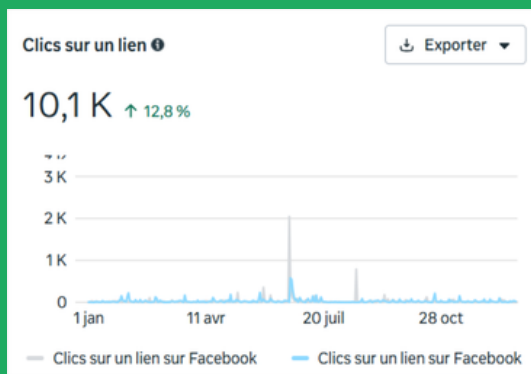 Clics sur un lien
Exporter
10,1 K ↑ 12,8 %
3 K
2 K
1 K
0
1 jan 11 avr 20 juil 28 oct
Clics sur un lien sur Facebook Clics sur un lien sur Facebook